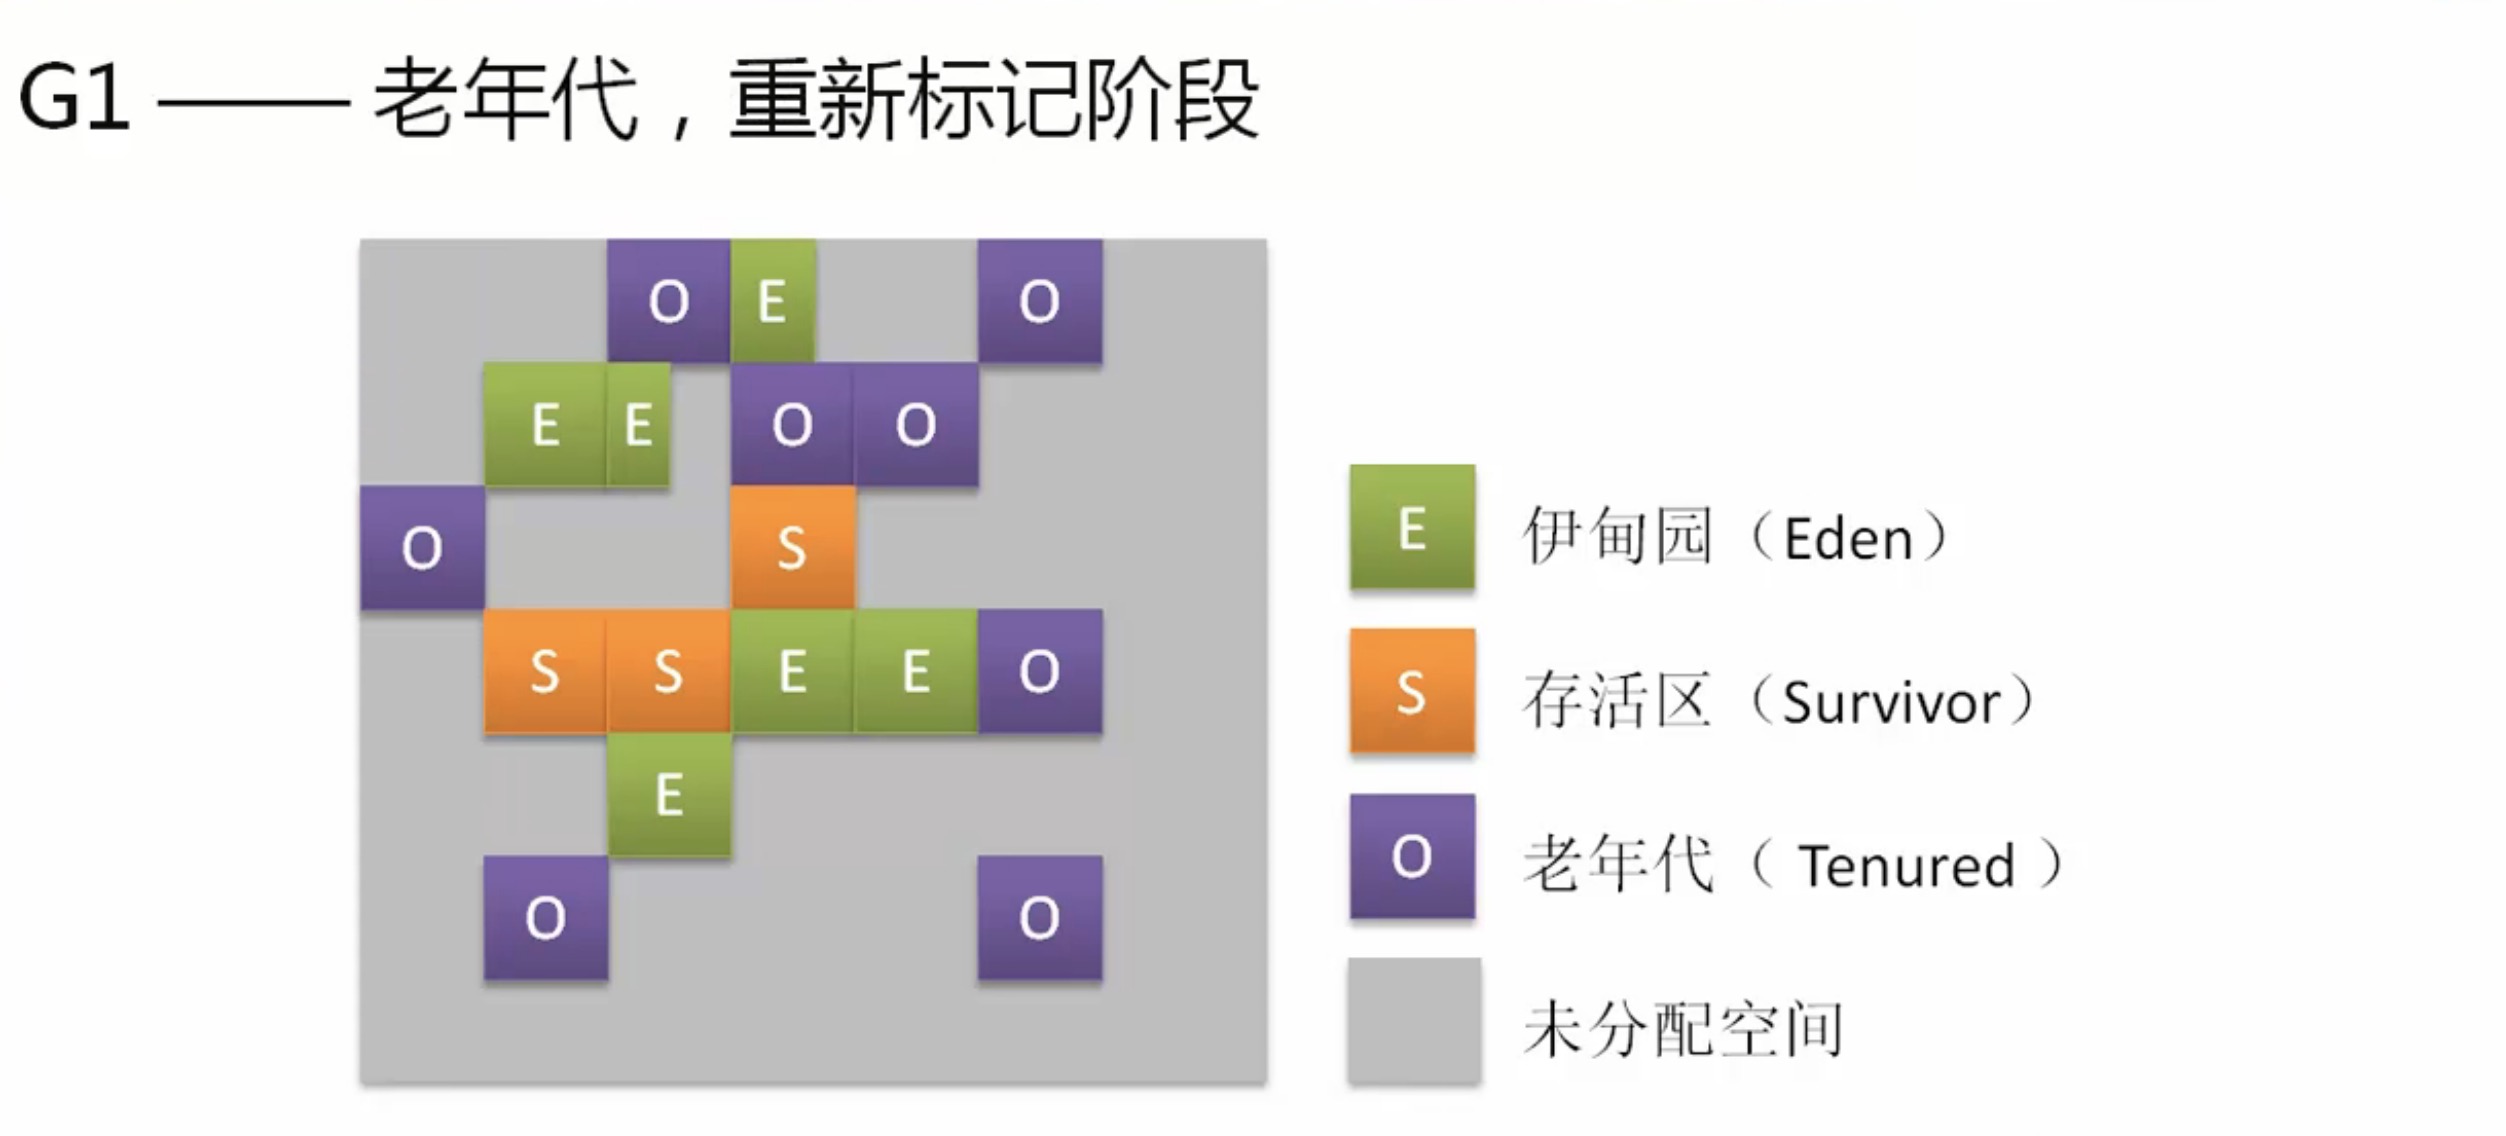 G1 —— 老年代，重新标记阶段
O E O
E E O O
O S
S S E E O
E
O O
E 伊甸园（Eden）
S 存活区（Survivor）
O 老年代（ Tenured ）
未分配空间